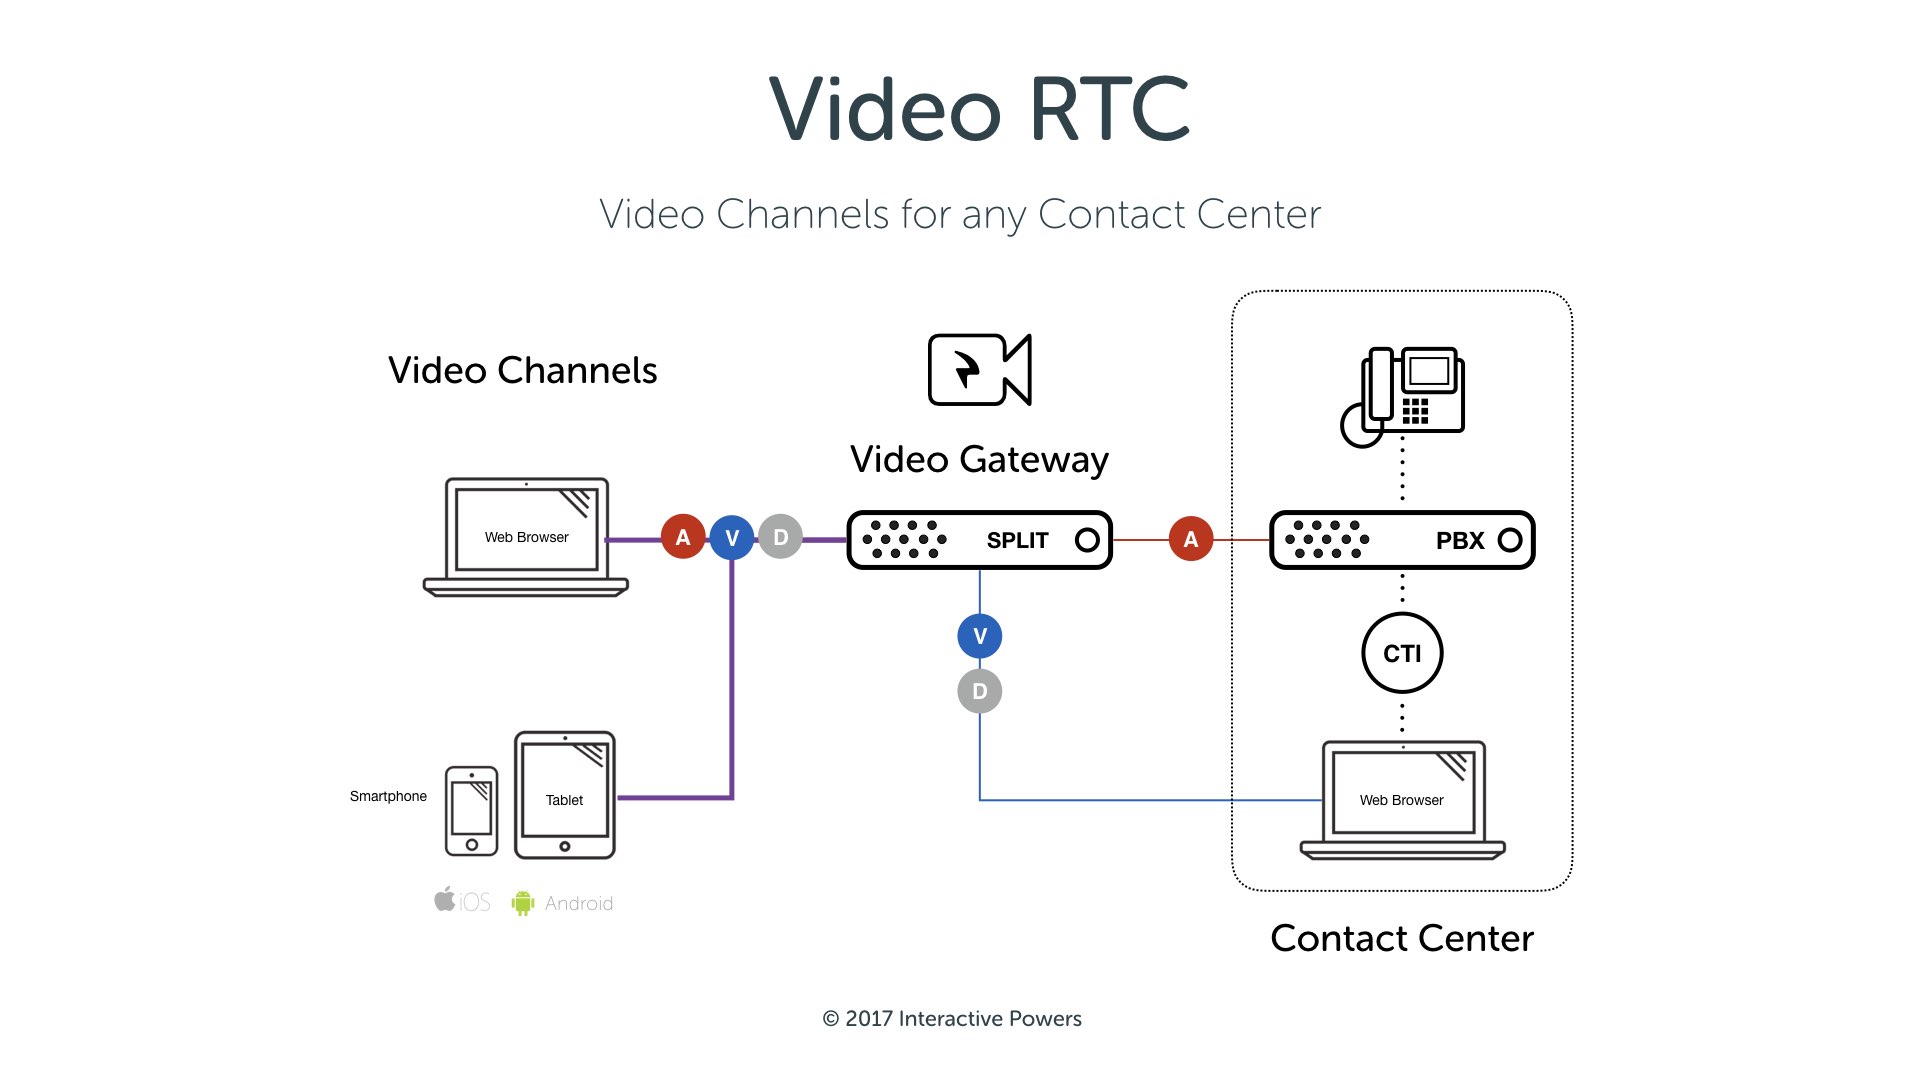 Video RTC
Video Channels for any Contact Center
Video Channels
Video Gateway
Web Browser
A
V
D
SPLIT
A
PBX
V
D
CTI
Smartphone
Tablet
Web Browser
iOS
Android
Contact Center
© 2017 Interactive Powers